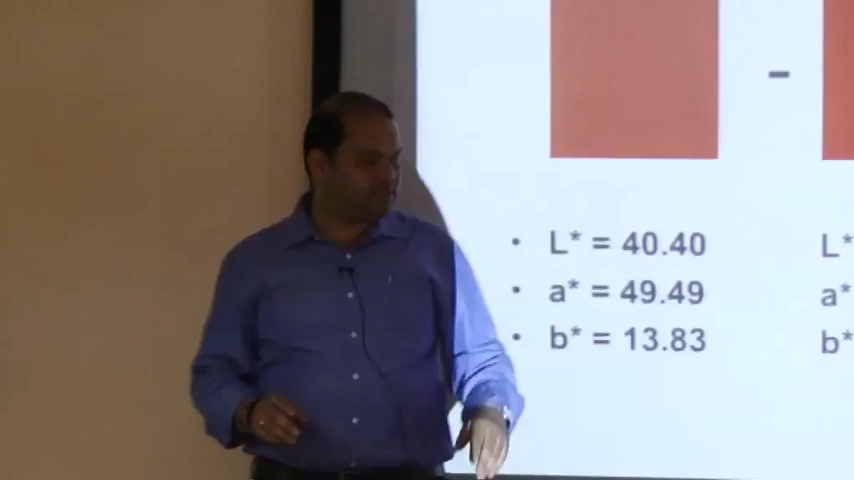 -
L* = 40.40 L*
a* = 49.49 a*
b* = 13.83 b*